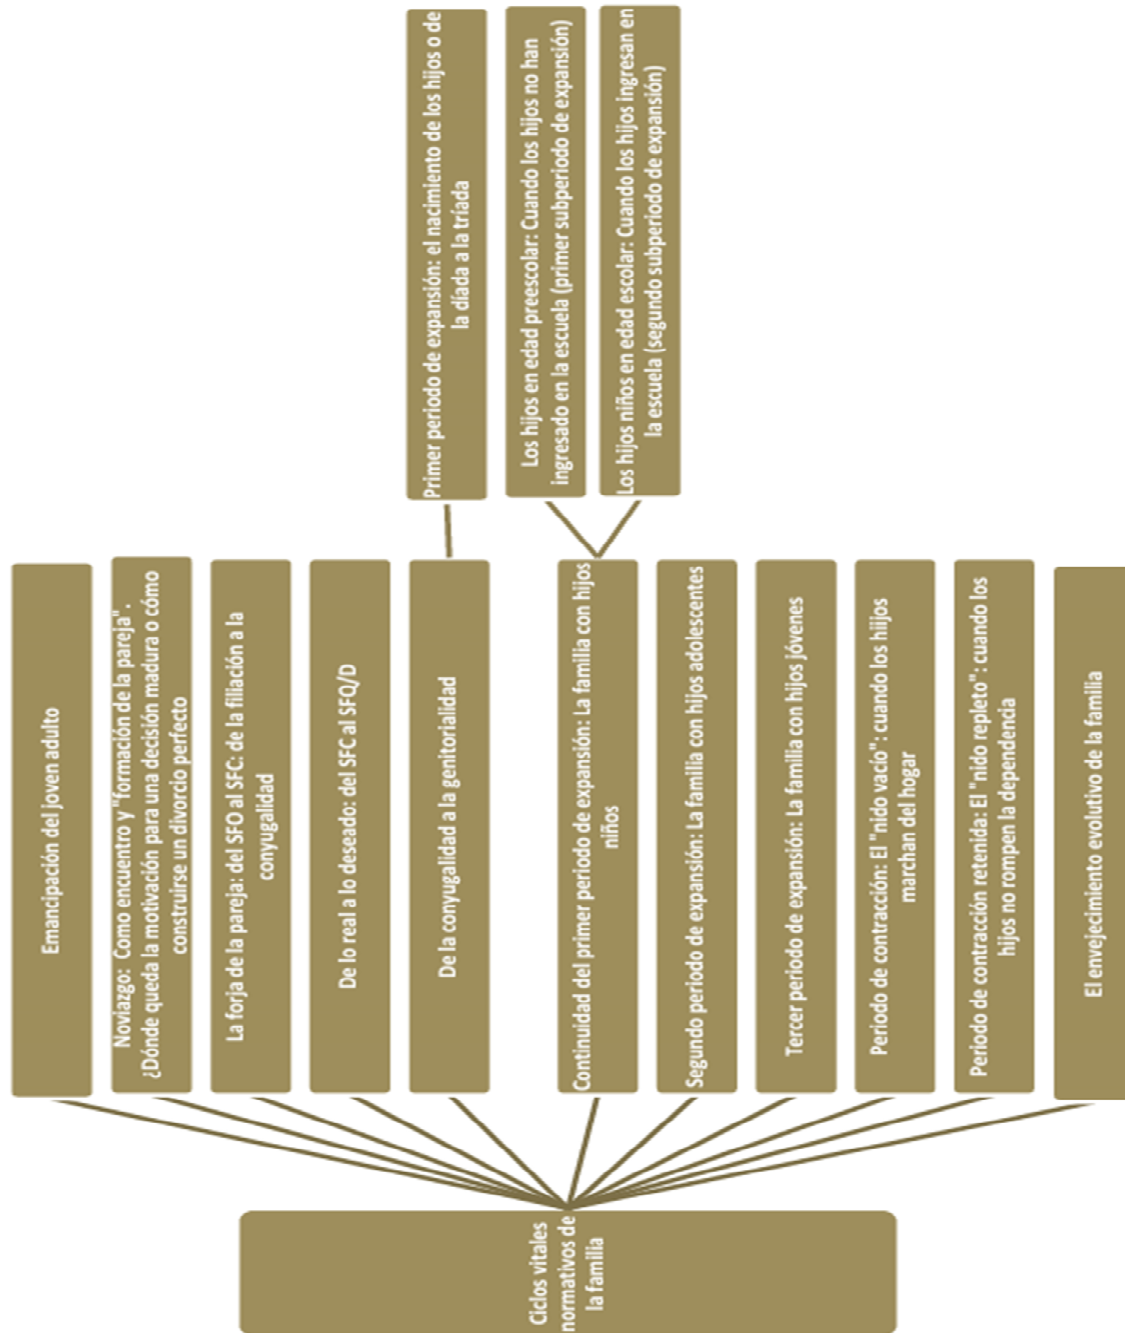 Ciclos vitales
normativos de
la familia
Emancipación del joven adulto
Noviazgo:  Como encuentro y "formación de la pareja".
¿Dónde queda la motivación para una decisión madura o cómo
construirse un divorcio perfecto
La forja de la pareja: del SFO al SFC: de la filiación a la
conyugalidad
De lo real a lo deseado: del SFC al SFQ/D
De la conyugalidad a la genitorialidad
Primer periodo de expansión: el nacimiento de los hijos o de
la díada a la tríada
Continuidad del primer periodo de expansión: La familia con hijos
niños
Los hijos en edad preescolar: Cuando los hijos no han
ingresado en la escuela (primer subperiodo de expansión)
Los hijos niños en edad escolar: Cuando los hijos ingresan en
la escuela (segundo subperiodo de expansión)
Segundo periodo de expansión: La familia con hijos adolescentes
Tercer periodo de expansión: La familia con hijos jóvenes
Periodo de contracción: El "nido vacío": cuando los hiijos
marchan del hogar
Periodo de contracción retenida: El "nido repleto": cuando los
hijos no rompen la dependencia
El envejecimiento evolutivo de la familia